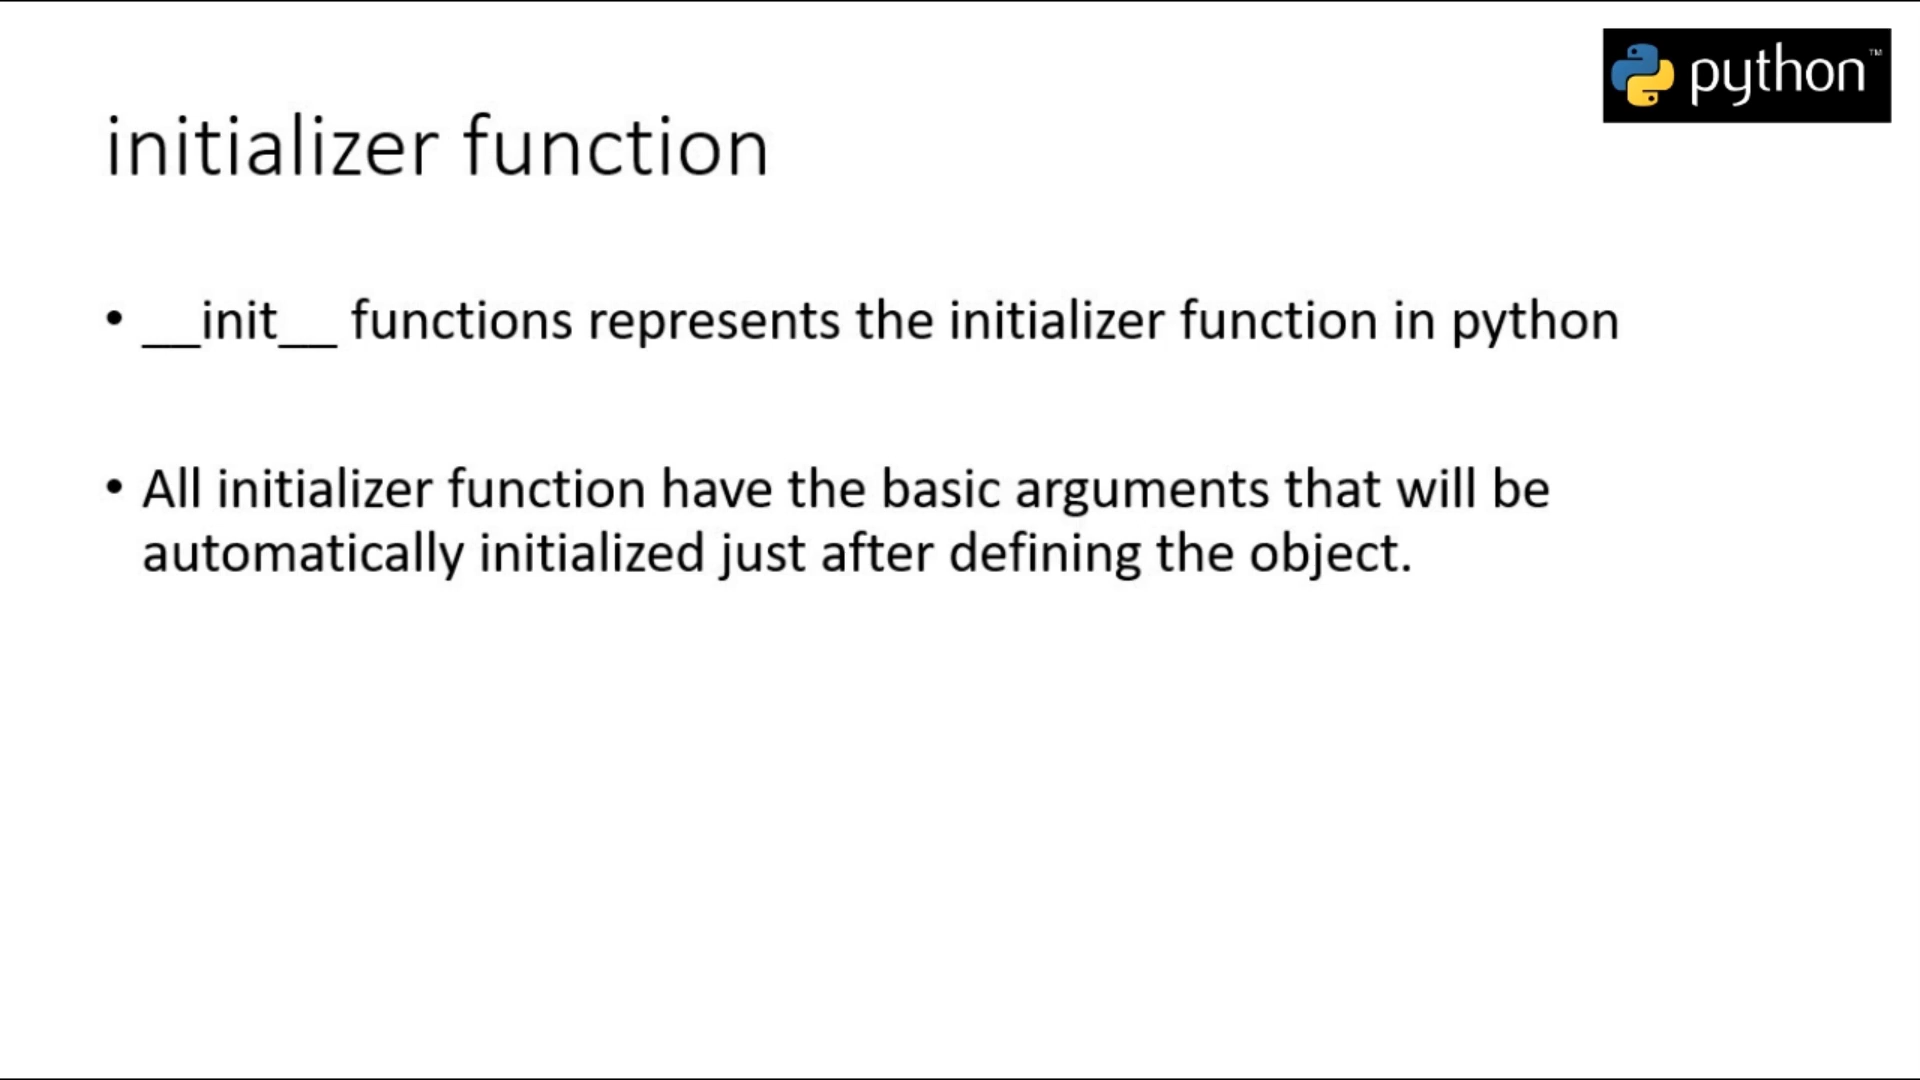 python™
initializer function
• __init__ functions represents the initializer function in python
• All initializer function have the basic arguments that will be
automatically initialized just after defining the object.